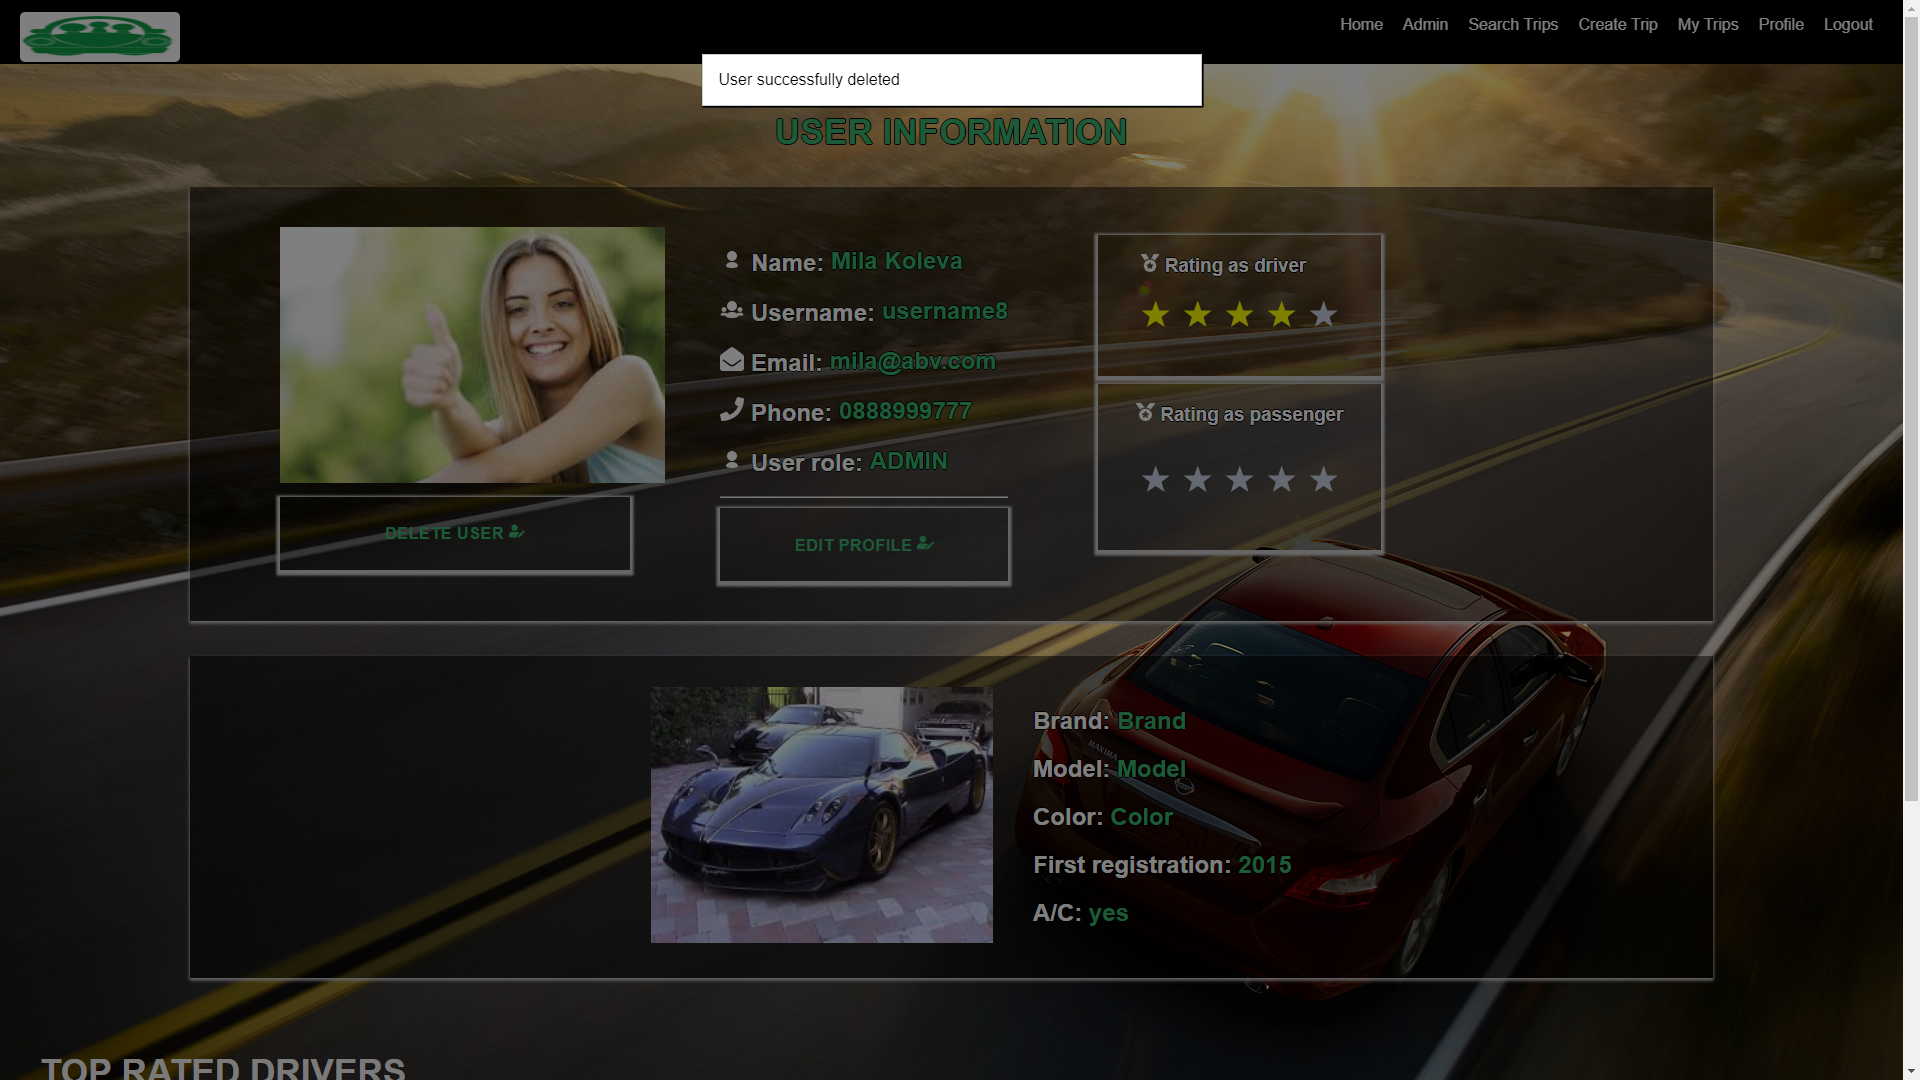 Home Admin Search Trips Create Trip My Trips Profile Logout
User successfully deleted
USER INFORMATION
Name: Mila Koleva
Username: username8
Email: mila@abv.com
Phone: 0888999777
User role: ADMIN
DELETE USER
EDIT PROFILE
Rating as driver
Rating as passenger
Brand: Brand
Model: Model
Color: Color
First registration: 2015
A/C: yes
MAXIMA
TOP RATED DRIVERS